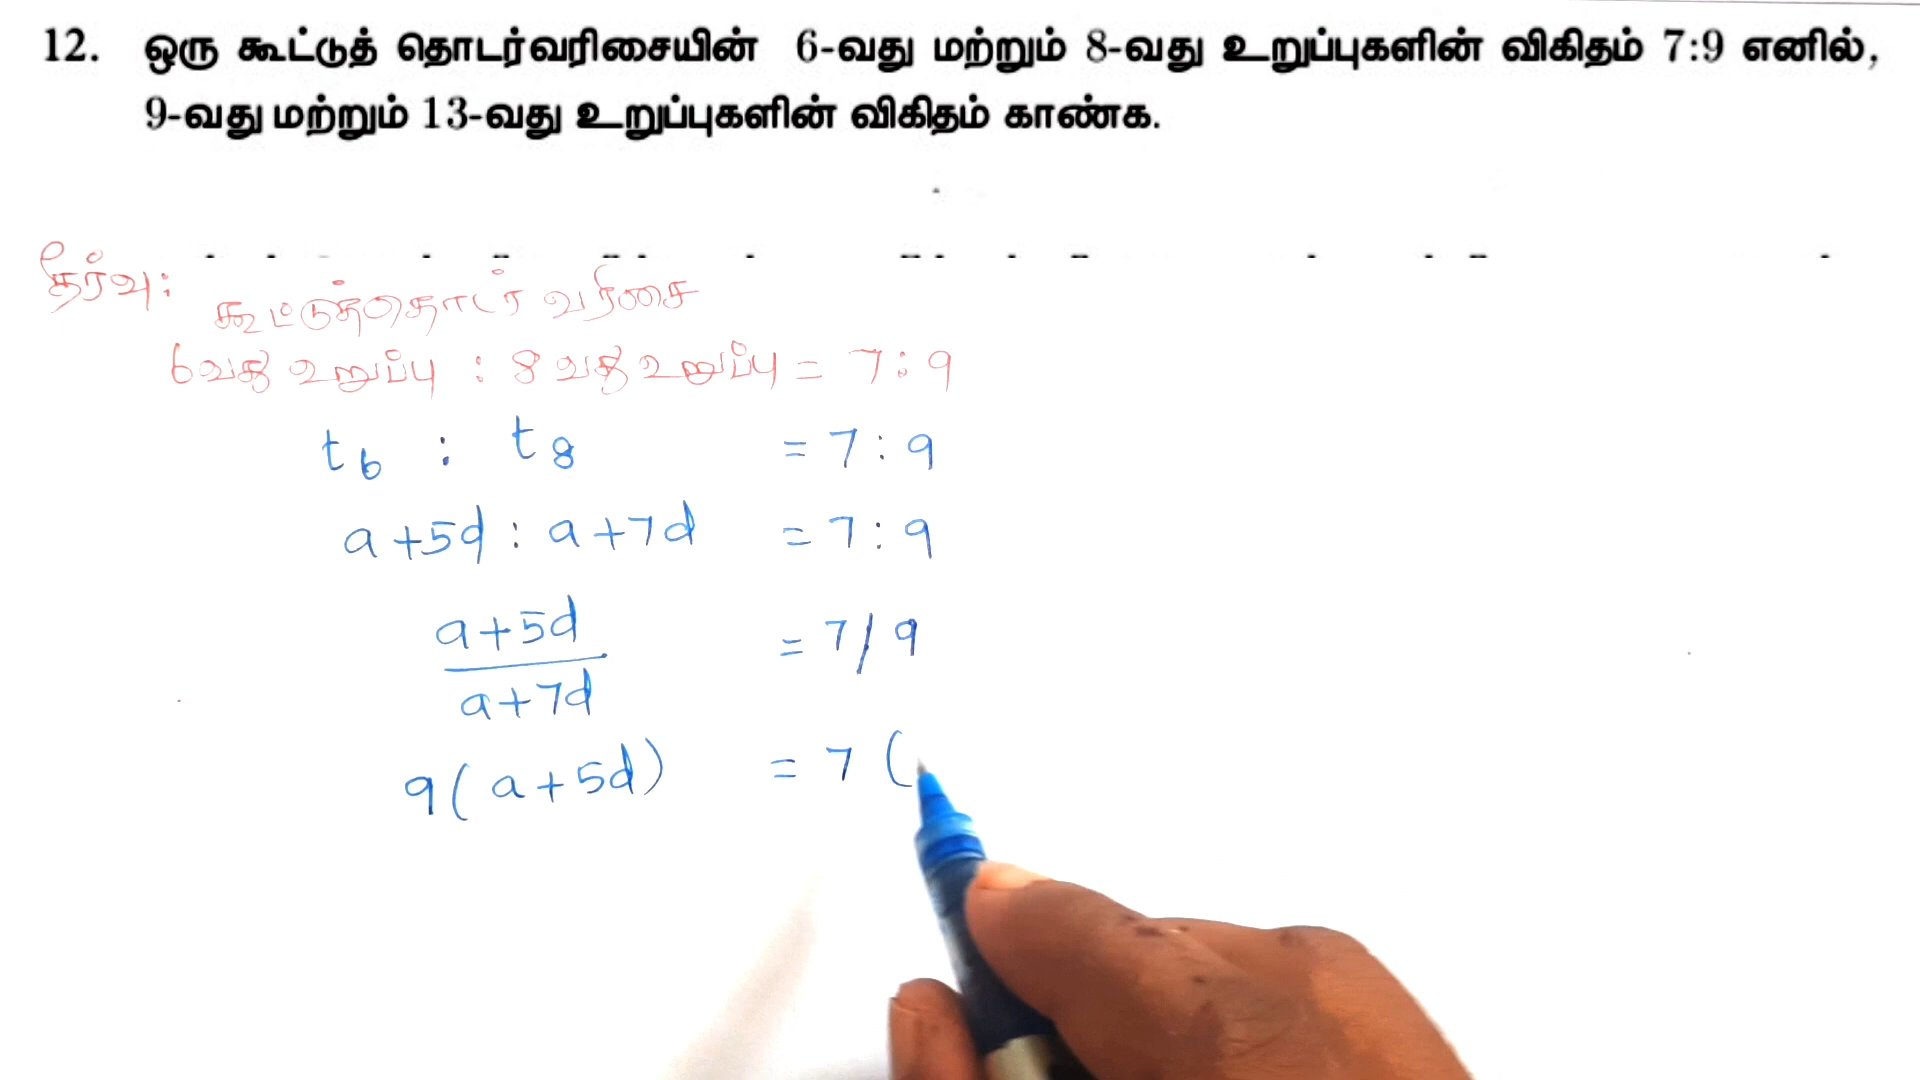 12. ஒரு கூட்டுத் தொடர்வரிசையின் 6-வது மற்றும் 8-வது உறுப்புகளின் விகிதம் 7:9 எனில்,
9-வது மற்றும் 13-வது உறுப்புகளின் விகிதம் காண்க.
தீர்வு:
கூட்டுத்தொடர் வரிசை
6வது உறுப்பு : 8வது உறுப்பு = 7:9
t6 : t8 = 7:9
a+5d : a+7d = 7:9
a+5d
a+7d
= 7/9
9(a+5d) = 7(